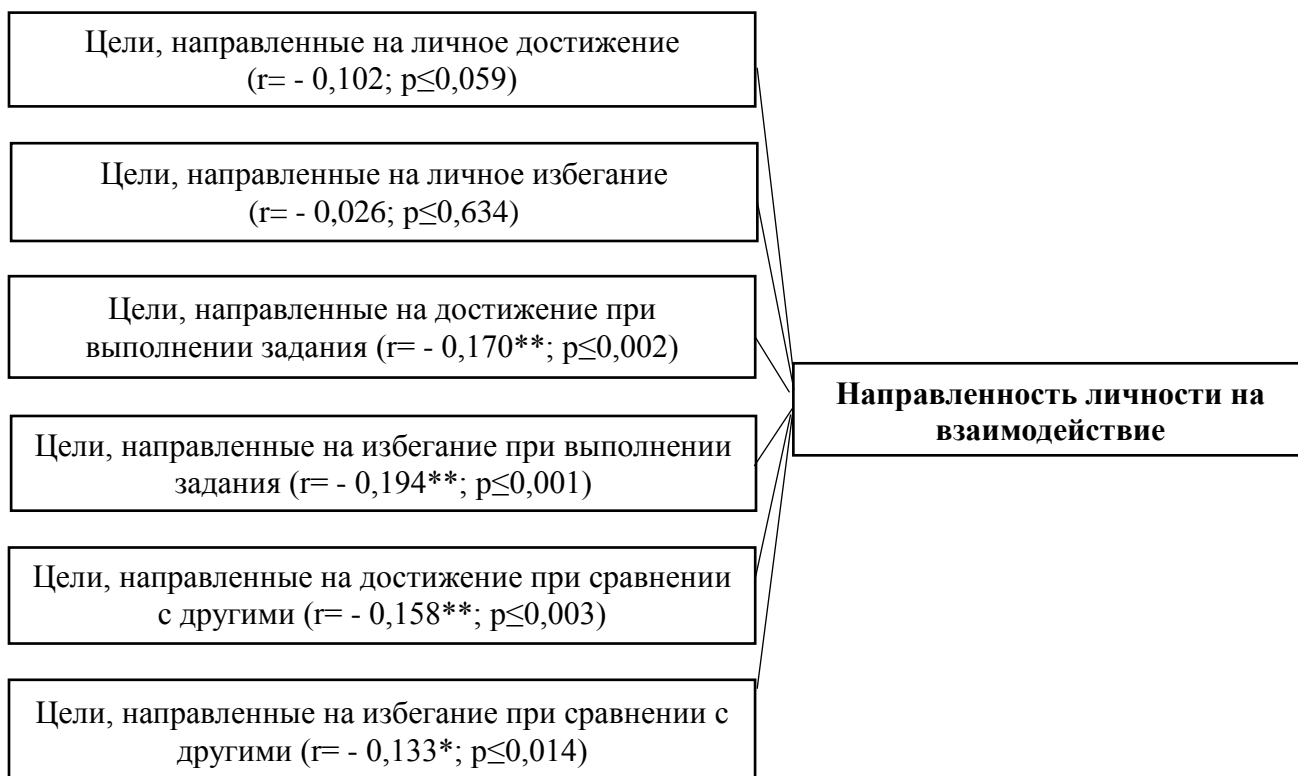 Цели, направленные на личное достижение
(r= - 0,102; p≤0,059)
Цели, направленные на личное избегание
(r= - 0,026; p≤0,634)
Цели, направленные на достижение при
выполнении задания (r= - 0,170**; p≤0,002)
Цели, направленные на избегание при выполнении
задания (r= - 0,194**; p≤0,001)
Цели, направленные на достижение при сравнении
с другими (r= - 0,158**; p≤0,003)
Цели, направленные на избегание при сравнении с
другими (r= - 0,133*; p≤0,014)
Направленность личности на
взаимодействие